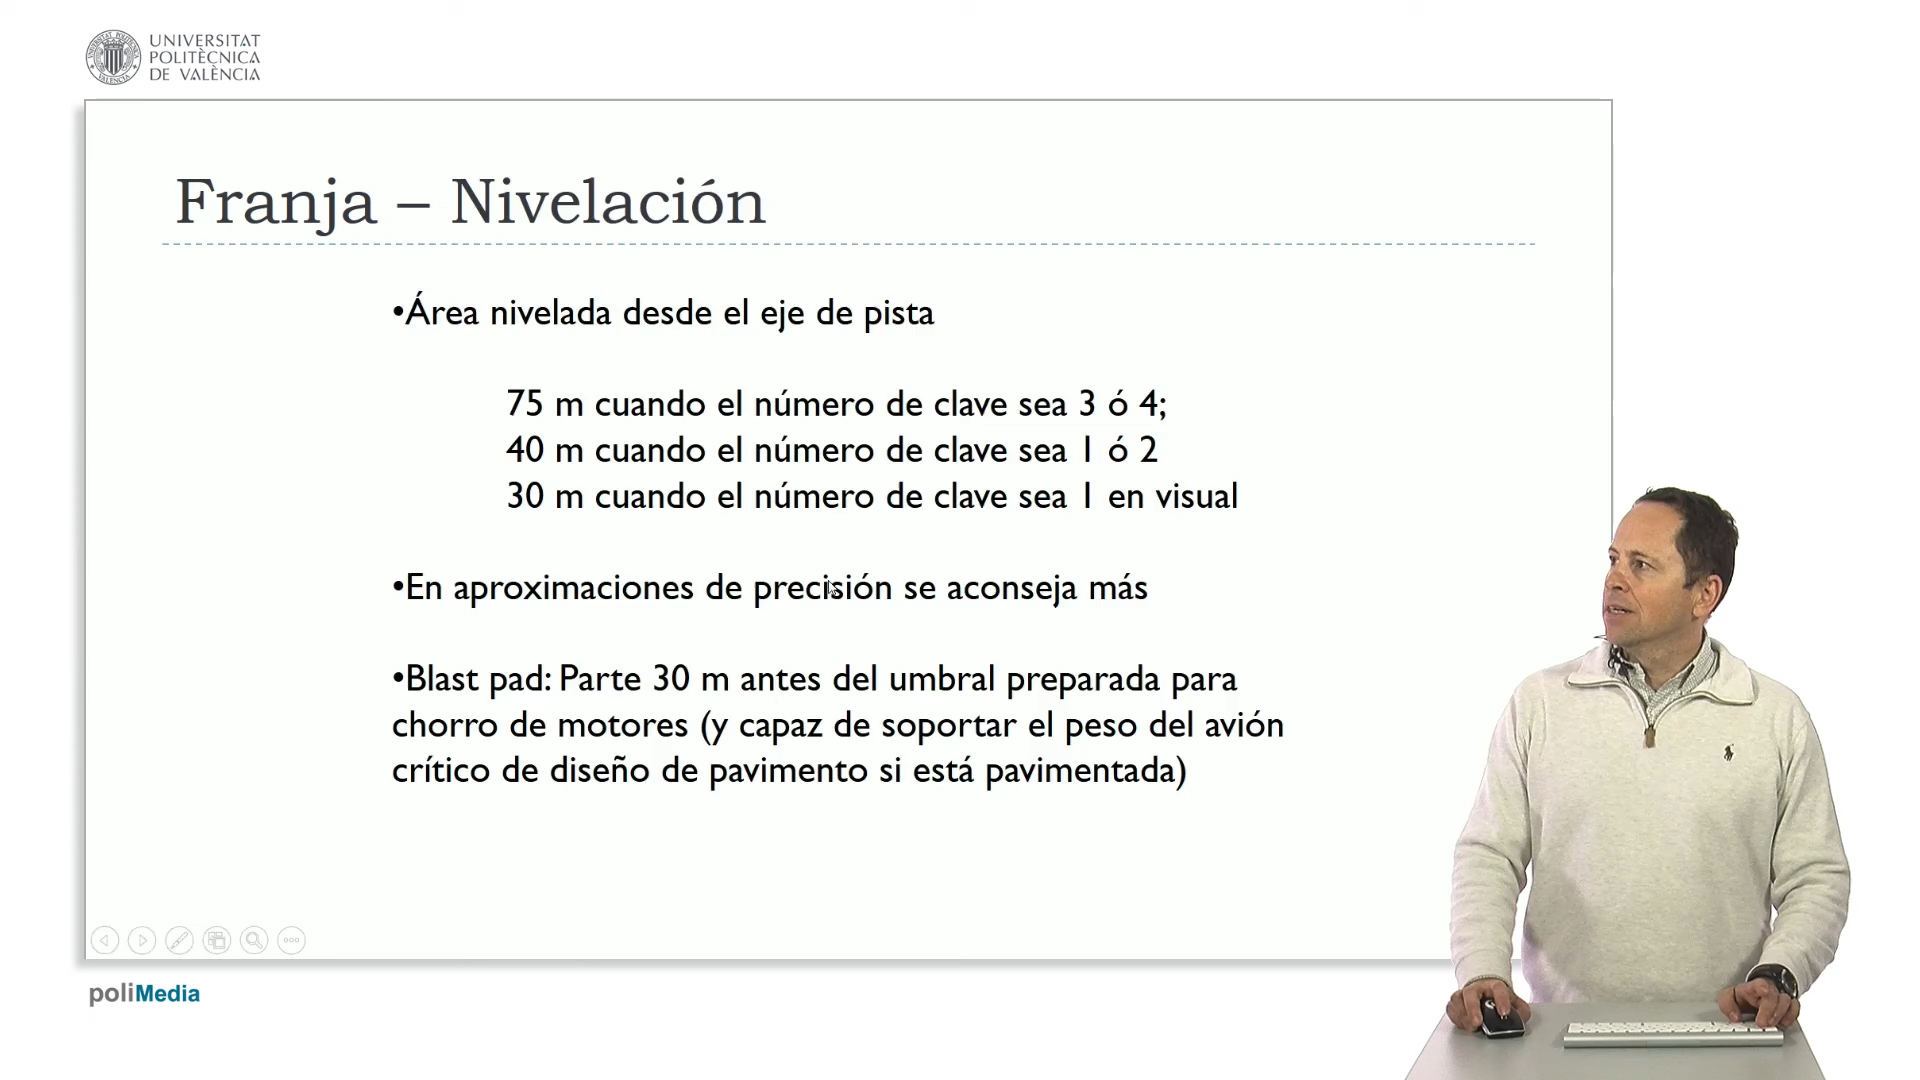 UNIVERSITAT
POLITÈCNICA
DE VALÈNCIA
Franja – Nivelación
•Área nivelada desde el eje de pista
75 m cuando el número de clave sea 3 ó 4;
40 m cuando el número de clave sea 1 ó 2
30 m cuando el número de clave sea 1 en visual
•En aproximaciones de precisión se aconseja más
•Blast pad: Parte 30 m antes del umbral preparada para
chorro de motores (y capaz de soportar el peso del avión
crítico de diseño de pavimento si está pavimentada)
poliMedia